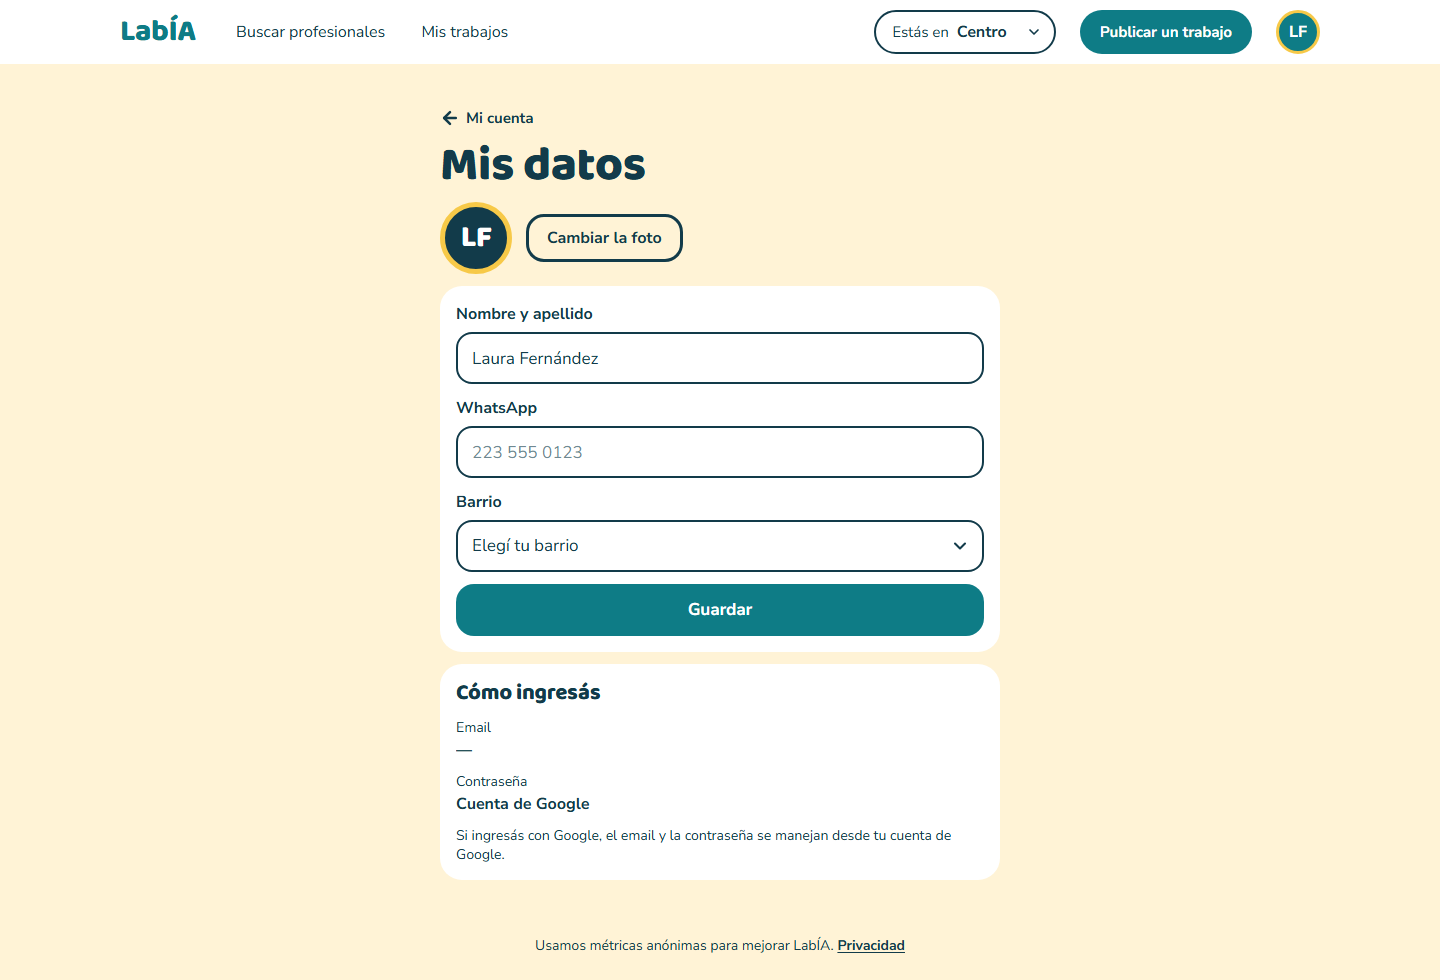 LabÍA
Buscar profesionales
Mis trabajos
Estás en Centro
Publicar un trabajo
LF
Mi cuenta
Mis datos
LF
Cambiar la foto
Nombre y apellido
Laura Fernández
WhatsApp
223 555 0123
Barrio
Elegí tu barrio
Guardar
Cómo ingresás
Email
—
Contraseña
Cuenta de Google
Si ingresás con Google, el email y la contraseña se manejan desde tu cuenta de
Google.
Usamos métricas anónimas para mejorar LabÍA. Privacidad